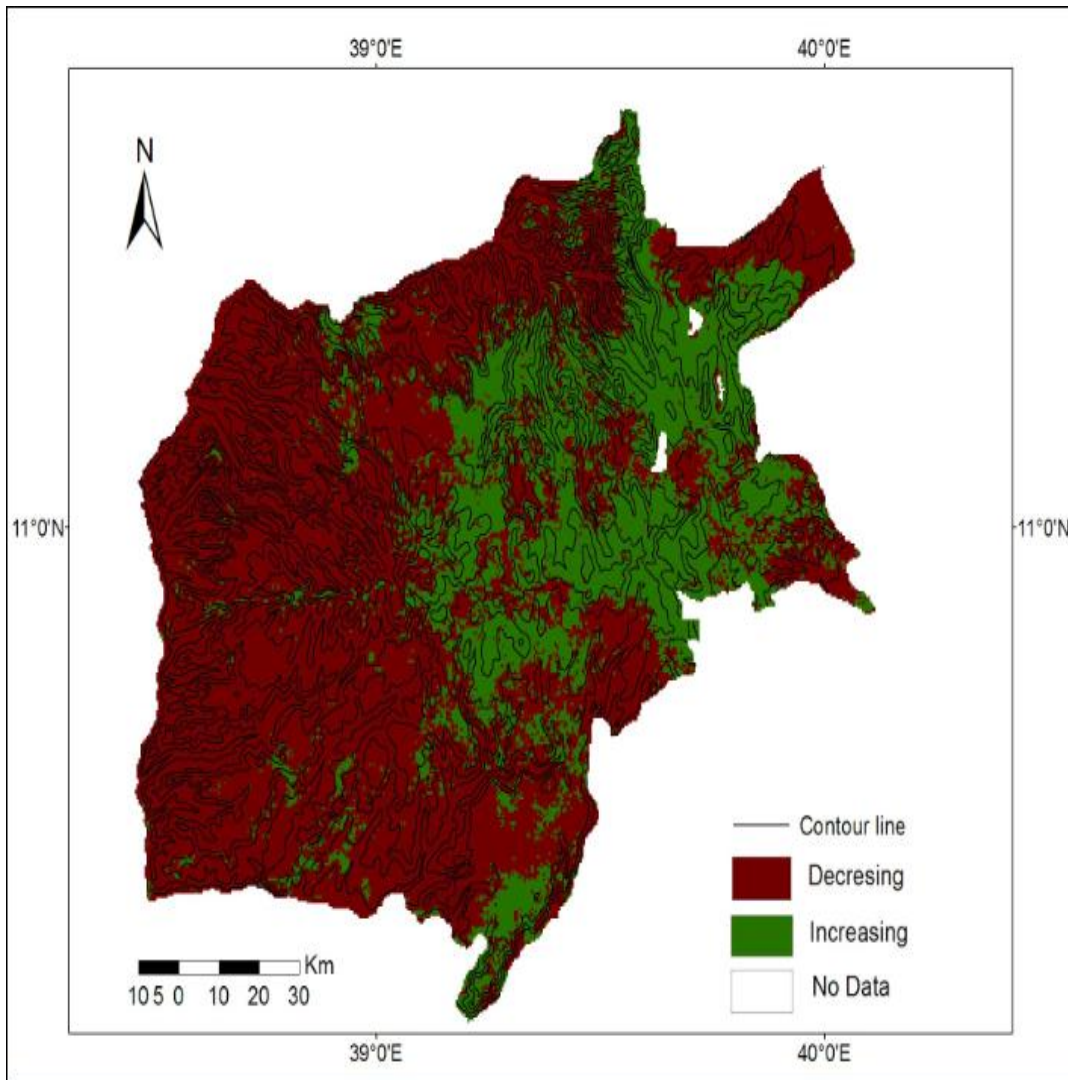 39°0'E 40°0'E
N
11°0'N 11°0'N
Contour line
Decresing
Increasing
No Data
Km
10 5 0 10 20 30
39°0'E 40°0'E